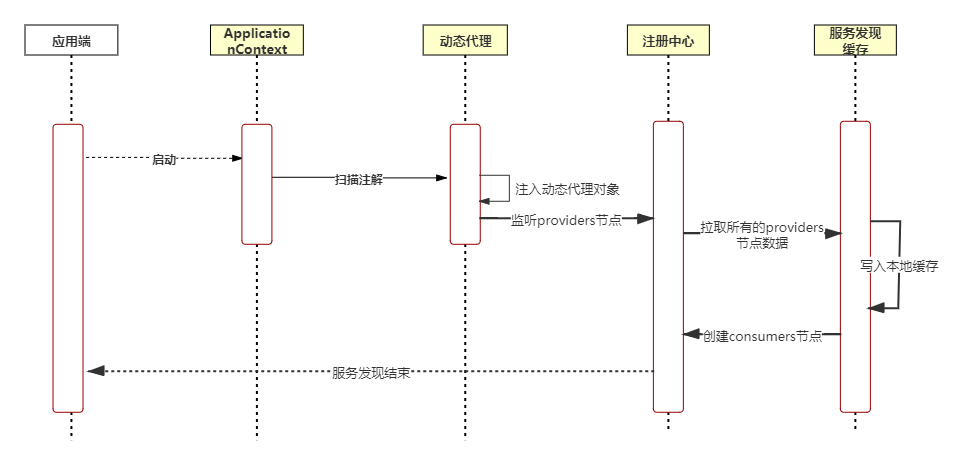 应用端
Applicatio
nContext
动态代理
注册中心
服务发现
缓存
启动
扫描注解
注入动态代理对象
监听providers节点
拉取所有的providers
节点数据
写入本地缓存
创建consumers节点
服务发现结束